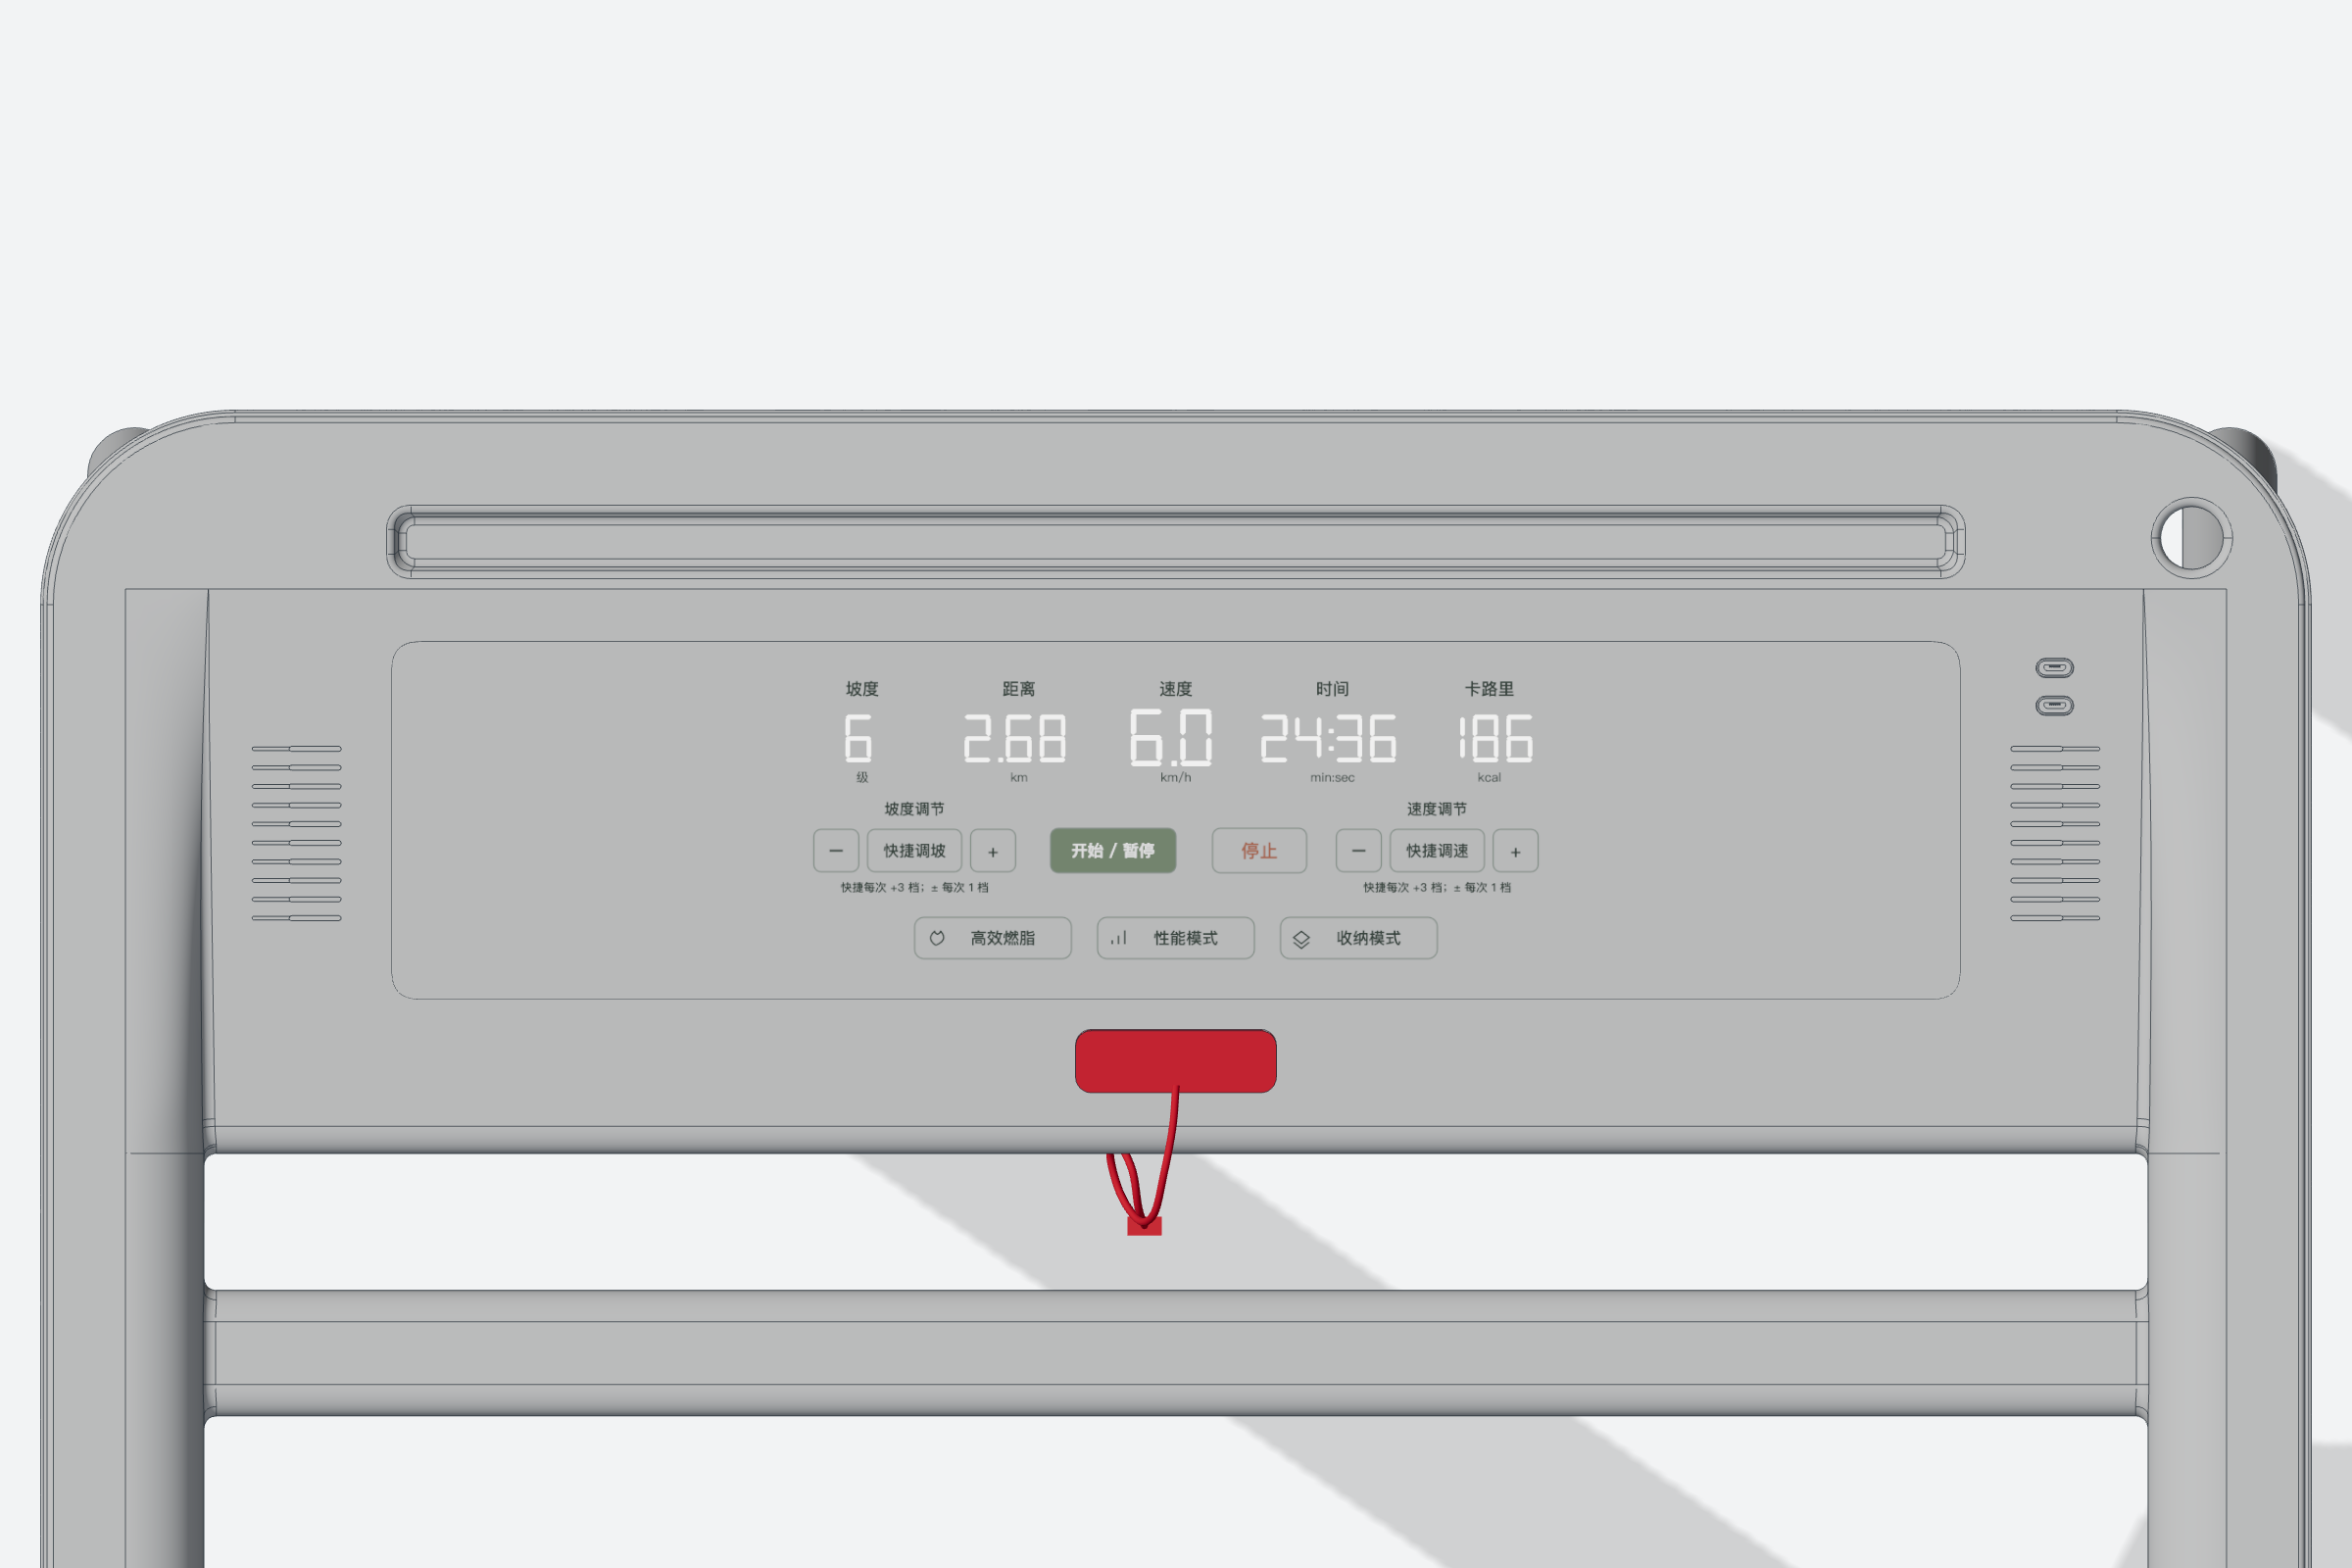 坡度 距离 速度 时间 卡路里
6 2.68 6.0 24:36 186
级 km km/h min:sec kcal
坡度调节 速度调节
− 快捷调坡 + 开始 / 暂停 停止 − 快捷调速 +
快捷每次 +3 档；± 每次 1 档 快捷每次 +3 档；± 每次 1 档
高效燃脂 性能模式 收纳模式